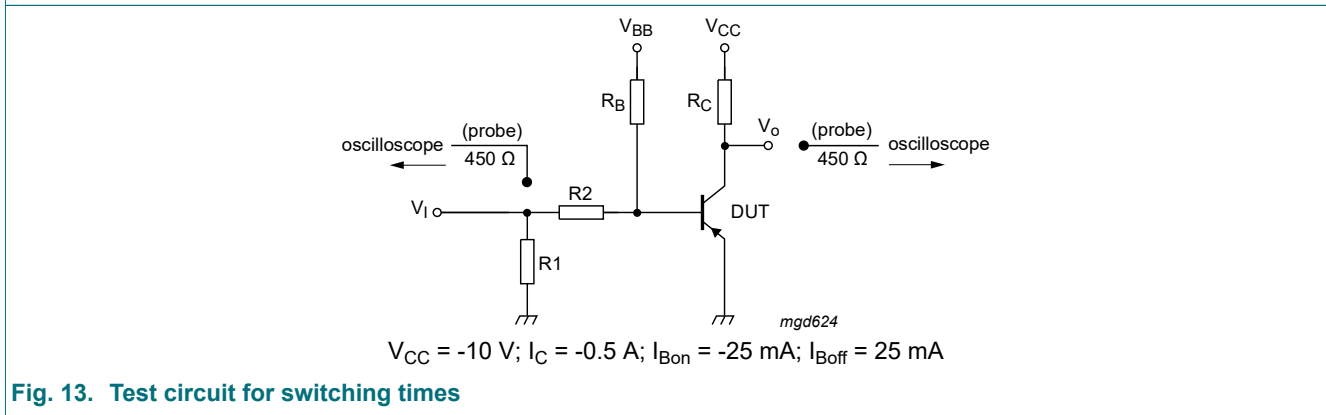 V_BB V_CC
R_B R_C
V_o
oscilloscope (probe) 450 Ω
(probe) 450 Ω oscilloscope
R2
V_I
DUT
R1
mgd624
V_CC = -10 V; I_C = -0.5 A; I_Bon = -25 mA; I_Boff = 25 mA
Fig. 13. Test circuit for switching times